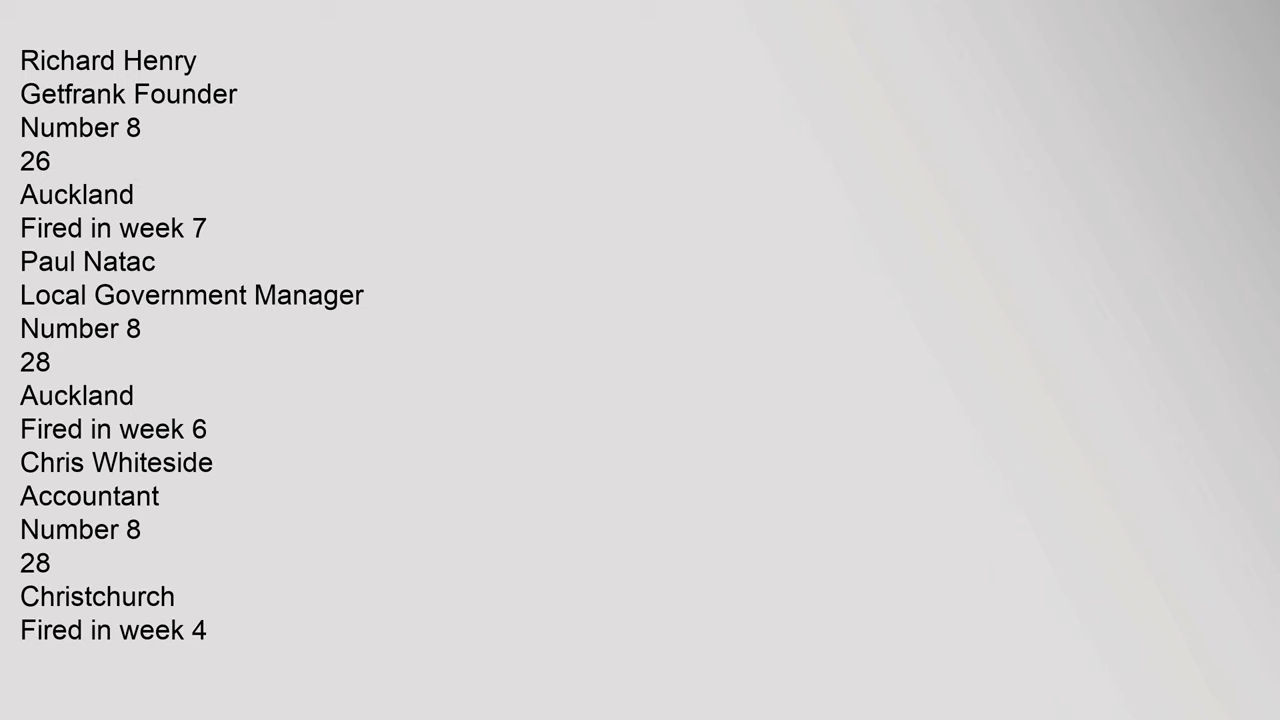 Richard Henry
Getfrank Founder
Number 8
26
Auckland
Fired in week 7
Paul Natac
Local Government Manager
Number 8
28
Auckland
Fired in week 6
Chris Whiteside
Accountant
Number 8
28
Christchurch
Fired in week 4